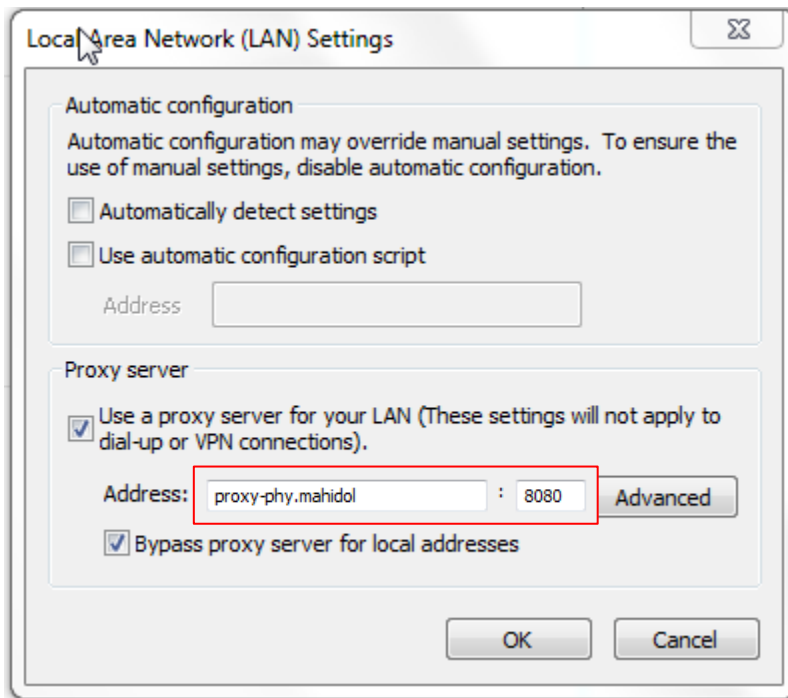 Local Area Network (LAN) Settings
Automatic configuration
Automatic configuration may override manual settings. To ensure the
use of manual settings, disable automatic configuration.
Automatically detect settings
Use automatic configuration script
Address
Proxy server
Use a proxy server for your LAN (These settings will not apply to
dial-up or VPN connections).
Address: proxy-phy.mahidol : 8080 Advanced
Bypass proxy server for local addresses
OK Cancel